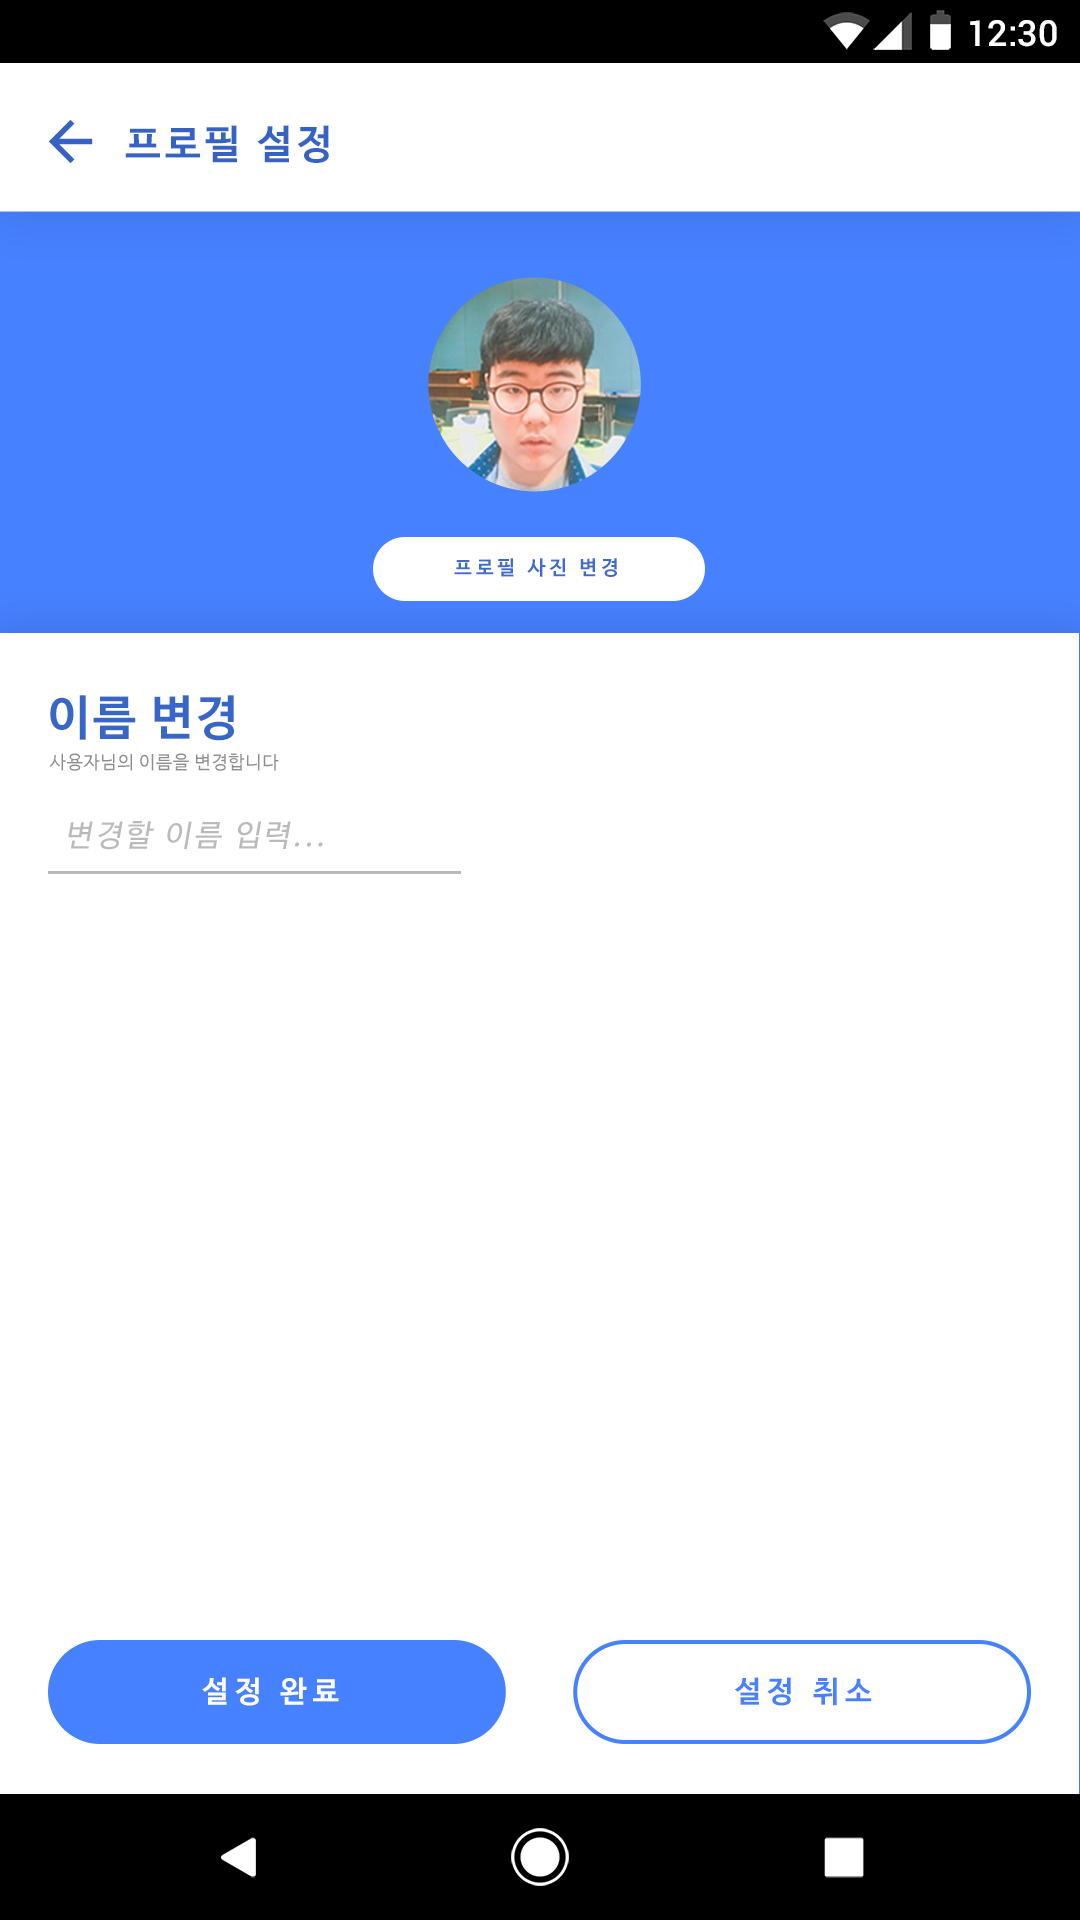 12:30
프로필 설정
프로필 사진 변경
이름 변경
사용자님의 이름을 변경합니다
변경할 이름 입력...
설정 완료
설정 취소